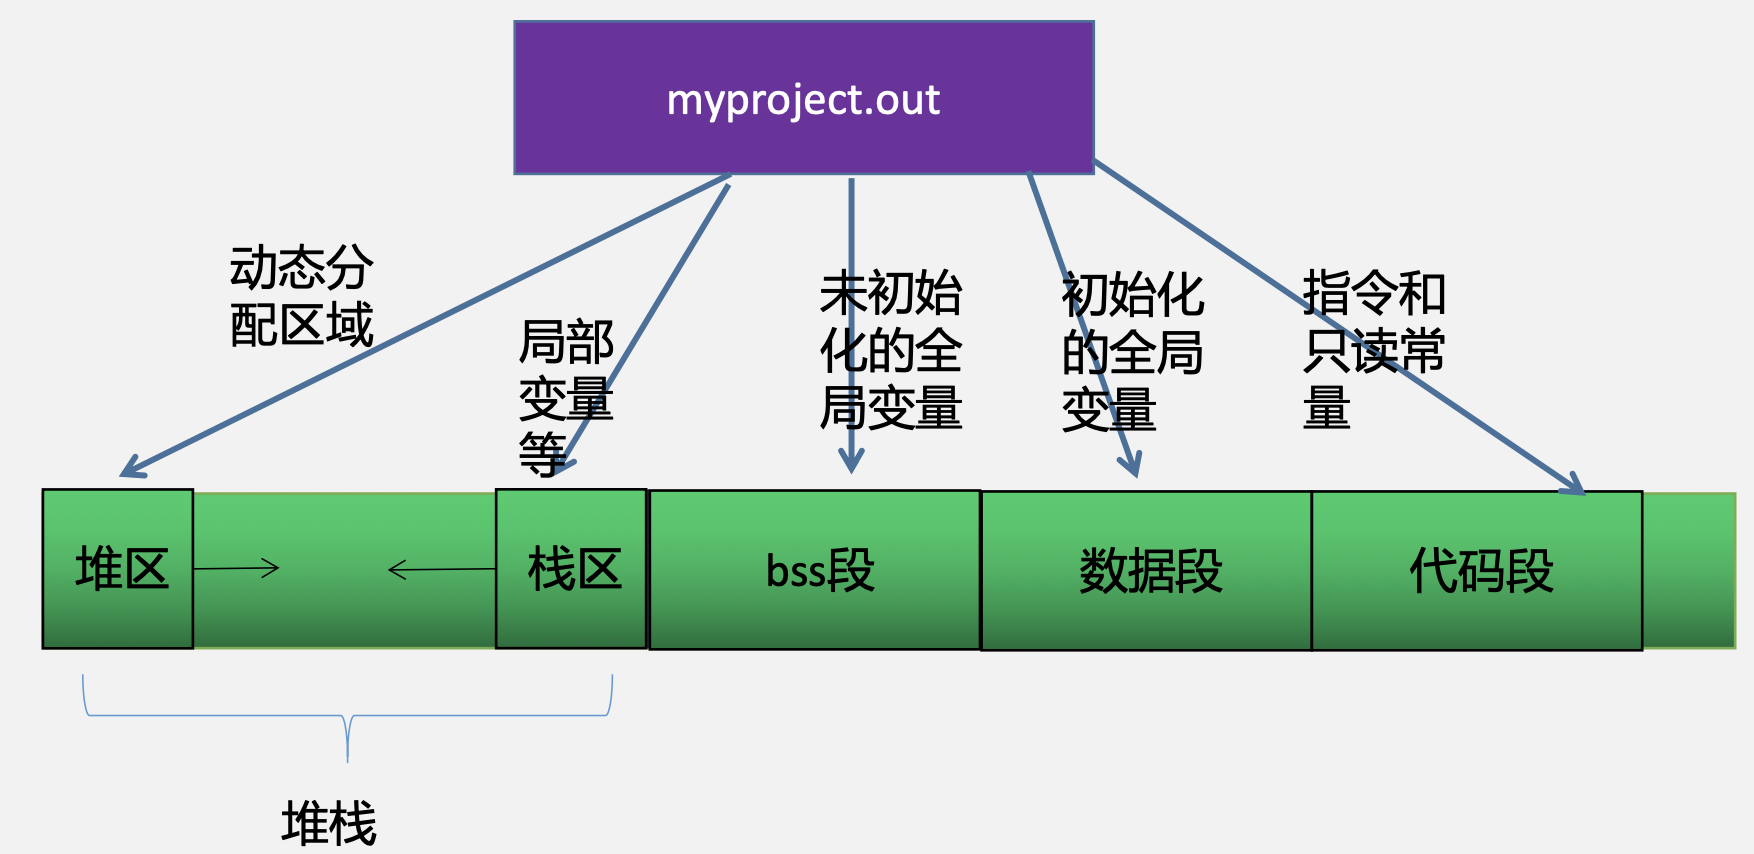 myproject.out
动态分
配区域
局部
变量
等
未初始
化的全
局变量
初始化
的全局
变量
指令和
只读常
量
堆区
栈区
bss段
数据段
代码段
堆栈